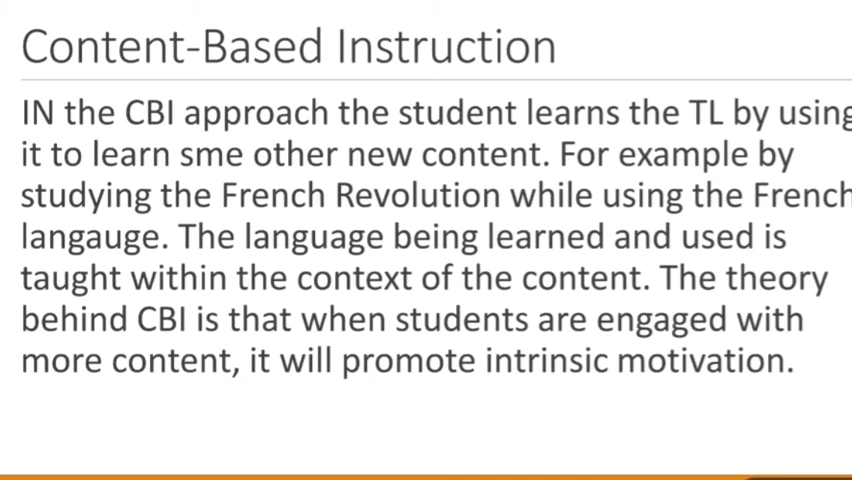 Content-Based Instruction
IN the CBI approach the student learns the TL by using
it to learn sme other new content. For example by
studying the French Revolution while using the French
langauge. The language being learned and used is
taught within the context of the content. The theory
behind CBI is that when students are engaged with
more content, it will promote intrinsic motivation.